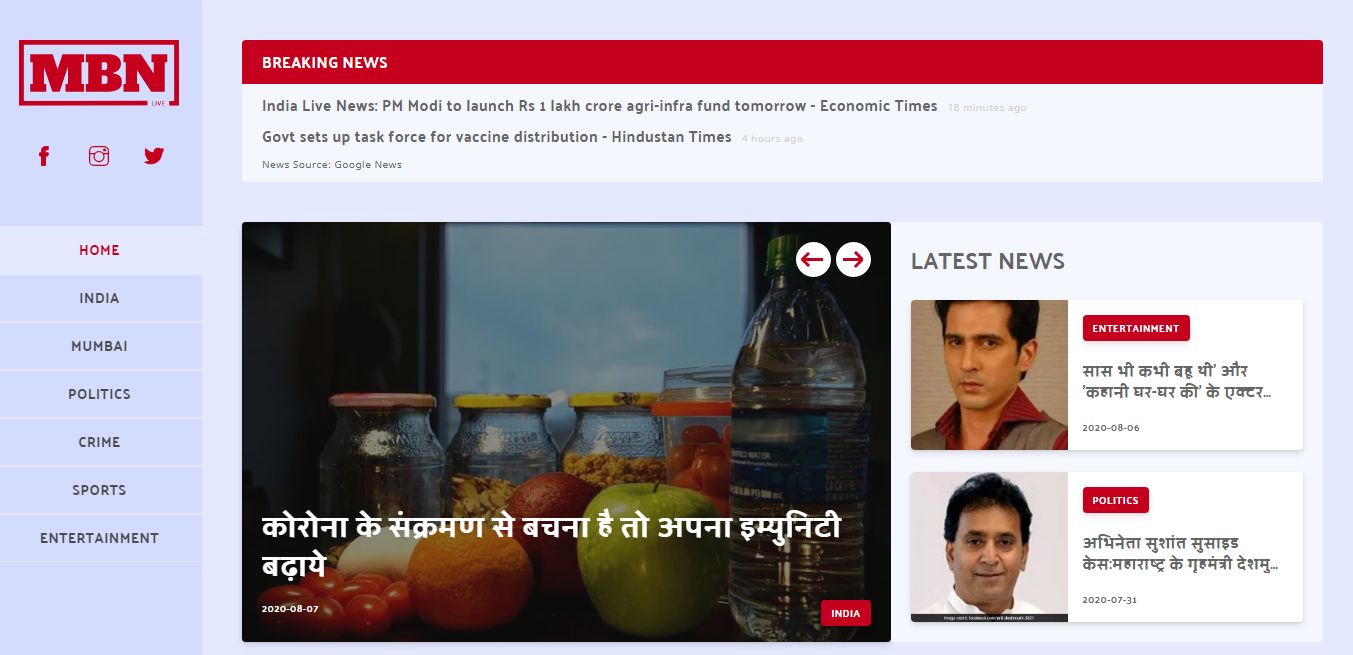 MBN
LIVE
HOME
INDIA
MUMBAI
POLITICS
CRIME
SPORTS
ENTERTAINMENT
BREAKING NEWS
India Live News: PM Modi to launch Rs 1 lakh crore agri-infra fund tomorrow - Economic Times 18 minutes ago
Govt sets up task force for vaccine distribution - Hindustan Times 4 hours ago
News Source: Google News
कोरोना के संक्रमण से बचना है तो अपना इम्युनिटी
बढ़ाये
2020-08-07
INDIA
LATEST NEWS
ENTERTAINMENT
सास भी कभी बहू थी' और
'कहानी घर-घर की' के एक्टर...
2020-08-06
POLITICS
अभिनेता सुशांत सुसाइड
केस:महाराष्ट्र के गृहमंत्री देशमु...
2020-07-31